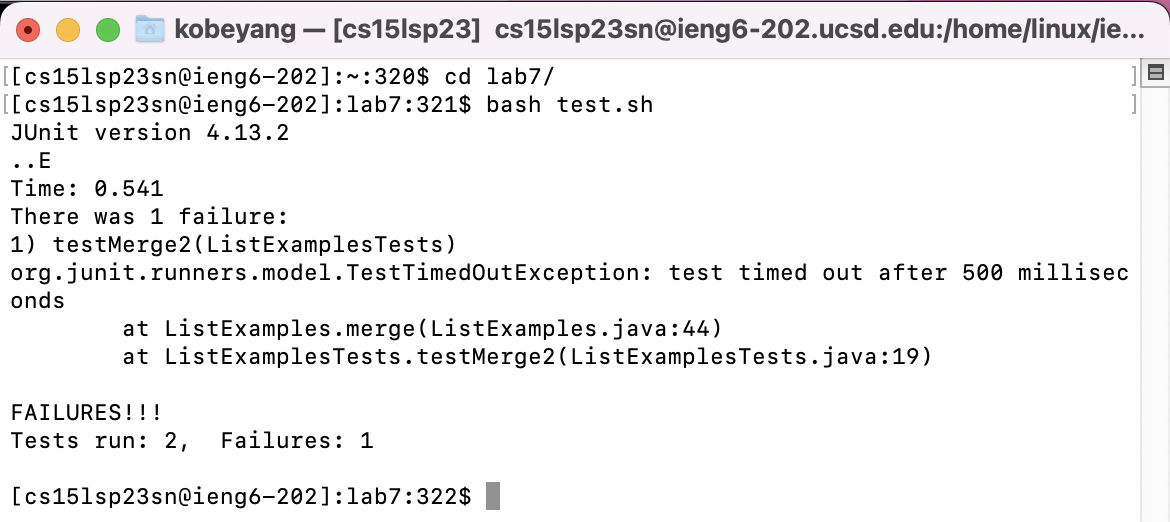 kobeyang — [cs15lsp23]  cs15lsp23sn@ieng6-202.ucsd.edu:/home/linux/ie...
[[cs15lsp23sn@ieng6-202]:~:320$ cd lab7/ ]
[[cs15lsp23sn@ieng6-202]:lab7:321$ bash test.sh ]
JUnit version 4.13.2
..E
Time: 0.541
There was 1 failure:
1) testMerge2(ListExamplesTests)
org.junit.runners.model.TestTimedOutException: test timed out after 500 millisec
onds
        at ListExamples.merge(ListExamples.java:44)
        at ListExamplesTests.testMerge2(ListExamplesTests.java:19)
FAILURES!!!
Tests run: 2,  Failures: 1
[cs15lsp23sn@ieng6-202]:lab7:322$